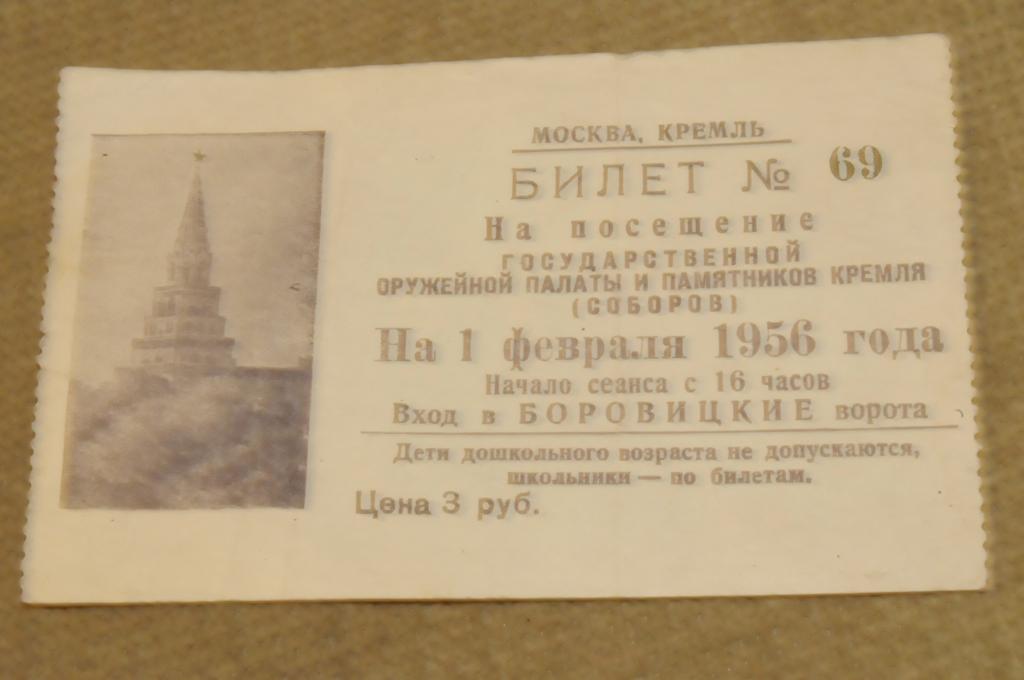 МОСКВА, КРЕМЛЬ
БИЛЕТ № 69
На посещение
ГОСУДАРСТВЕННОЙ
ОРУЖЕЙНОЙ ПАЛАТЫ И ПАМЯТНИКОВ КРЕМЛЯ
(СОБОРОВ)
На 1 февраля 1956 года
Начало сеанса с 16 часов
Вход в БОРОВИЦКИЕ ворота
Дети дошкольного возраста не допускаются,
школьники — по билетам.
Цена 3 руб.